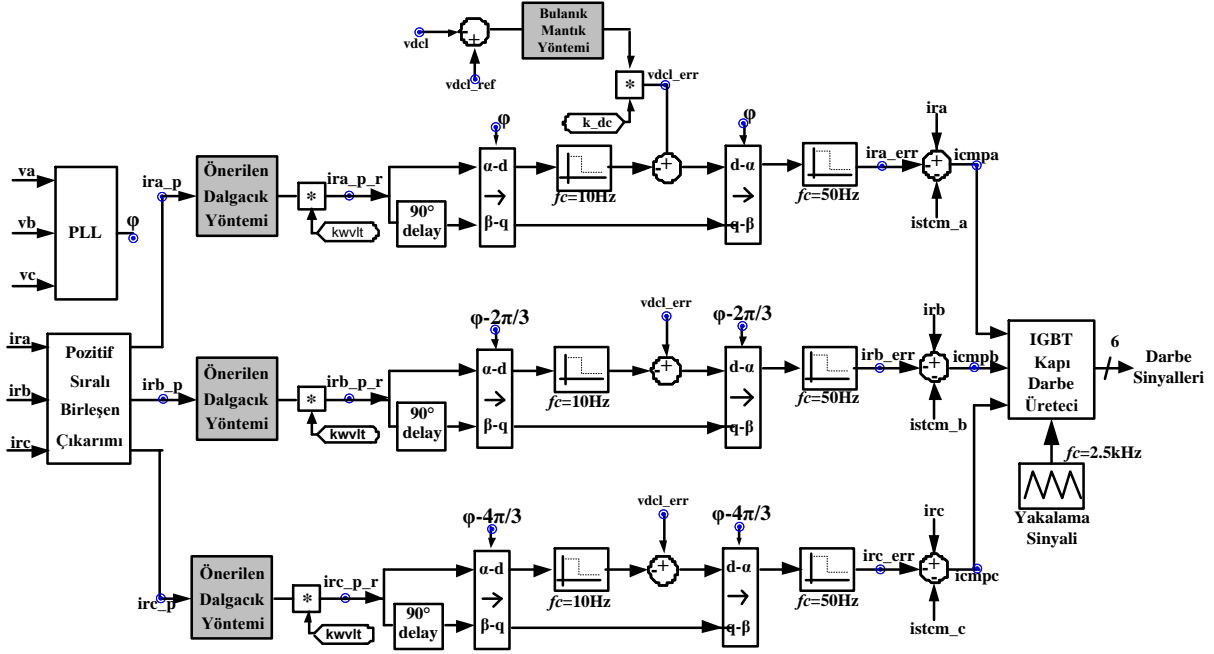 vdcl
+
-
vdcl_ref
Bulanık
Mantık
Yöntemi
*
vdcl_err
k_dc
va
vb
vc
PLL
φ
ira_p
Önerilen
Dalgacık
Yöntemi
*
kwvlt
ira_p_r
90°
delay
φ
α-d
β-q
fc=10Hz
+
-
φ
d-α
q-β
fc=50Hz
ira_err
ira
icmpa
istcm_a
ira
irb
irc
Pozitif
Sıralı
Birleşen
Çıkarımı
irb_p
Önerilen
Dalgacık
Yöntemi
*
kwvlt
irb_p_r
90°
delay
φ-2π/3
α-d
β-q
fc=10Hz
vdcl_err
+
-
φ-2π/3
d-α
q-β
fc=50Hz
irb_err
irb
icmpb
istcm_b
IGBT
Kapı
Darbe
Üreteci
6
Darbe
Sinyalleri
fc=2.5kHz
Yakalama
Sinyali
irc_p
Önerilen
Dalgacık
Yöntemi
*
kwvlt
irc_p_r
90°
delay
φ-4π/3
α-d
β-q
fc=10Hz
vdcl_err
+
-
φ-4π/3
d-α
q-β
fc=50Hz
irc_err
irc
icmpc
istcm_c